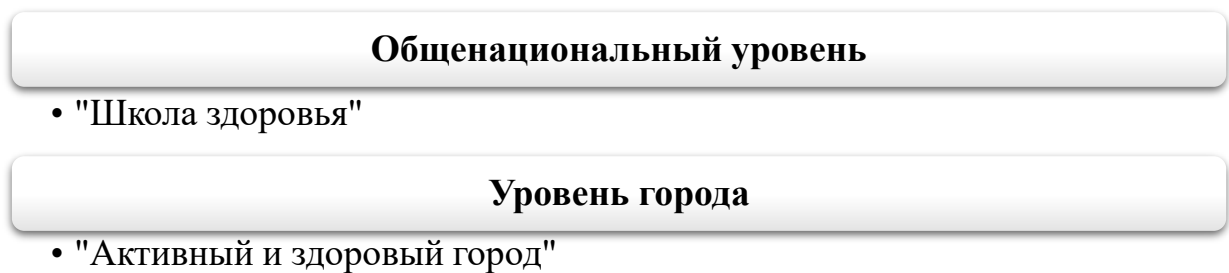 Общенациональный уровень
• "Школа здоровья"
Уровень города
• "Активный и здоровый город"